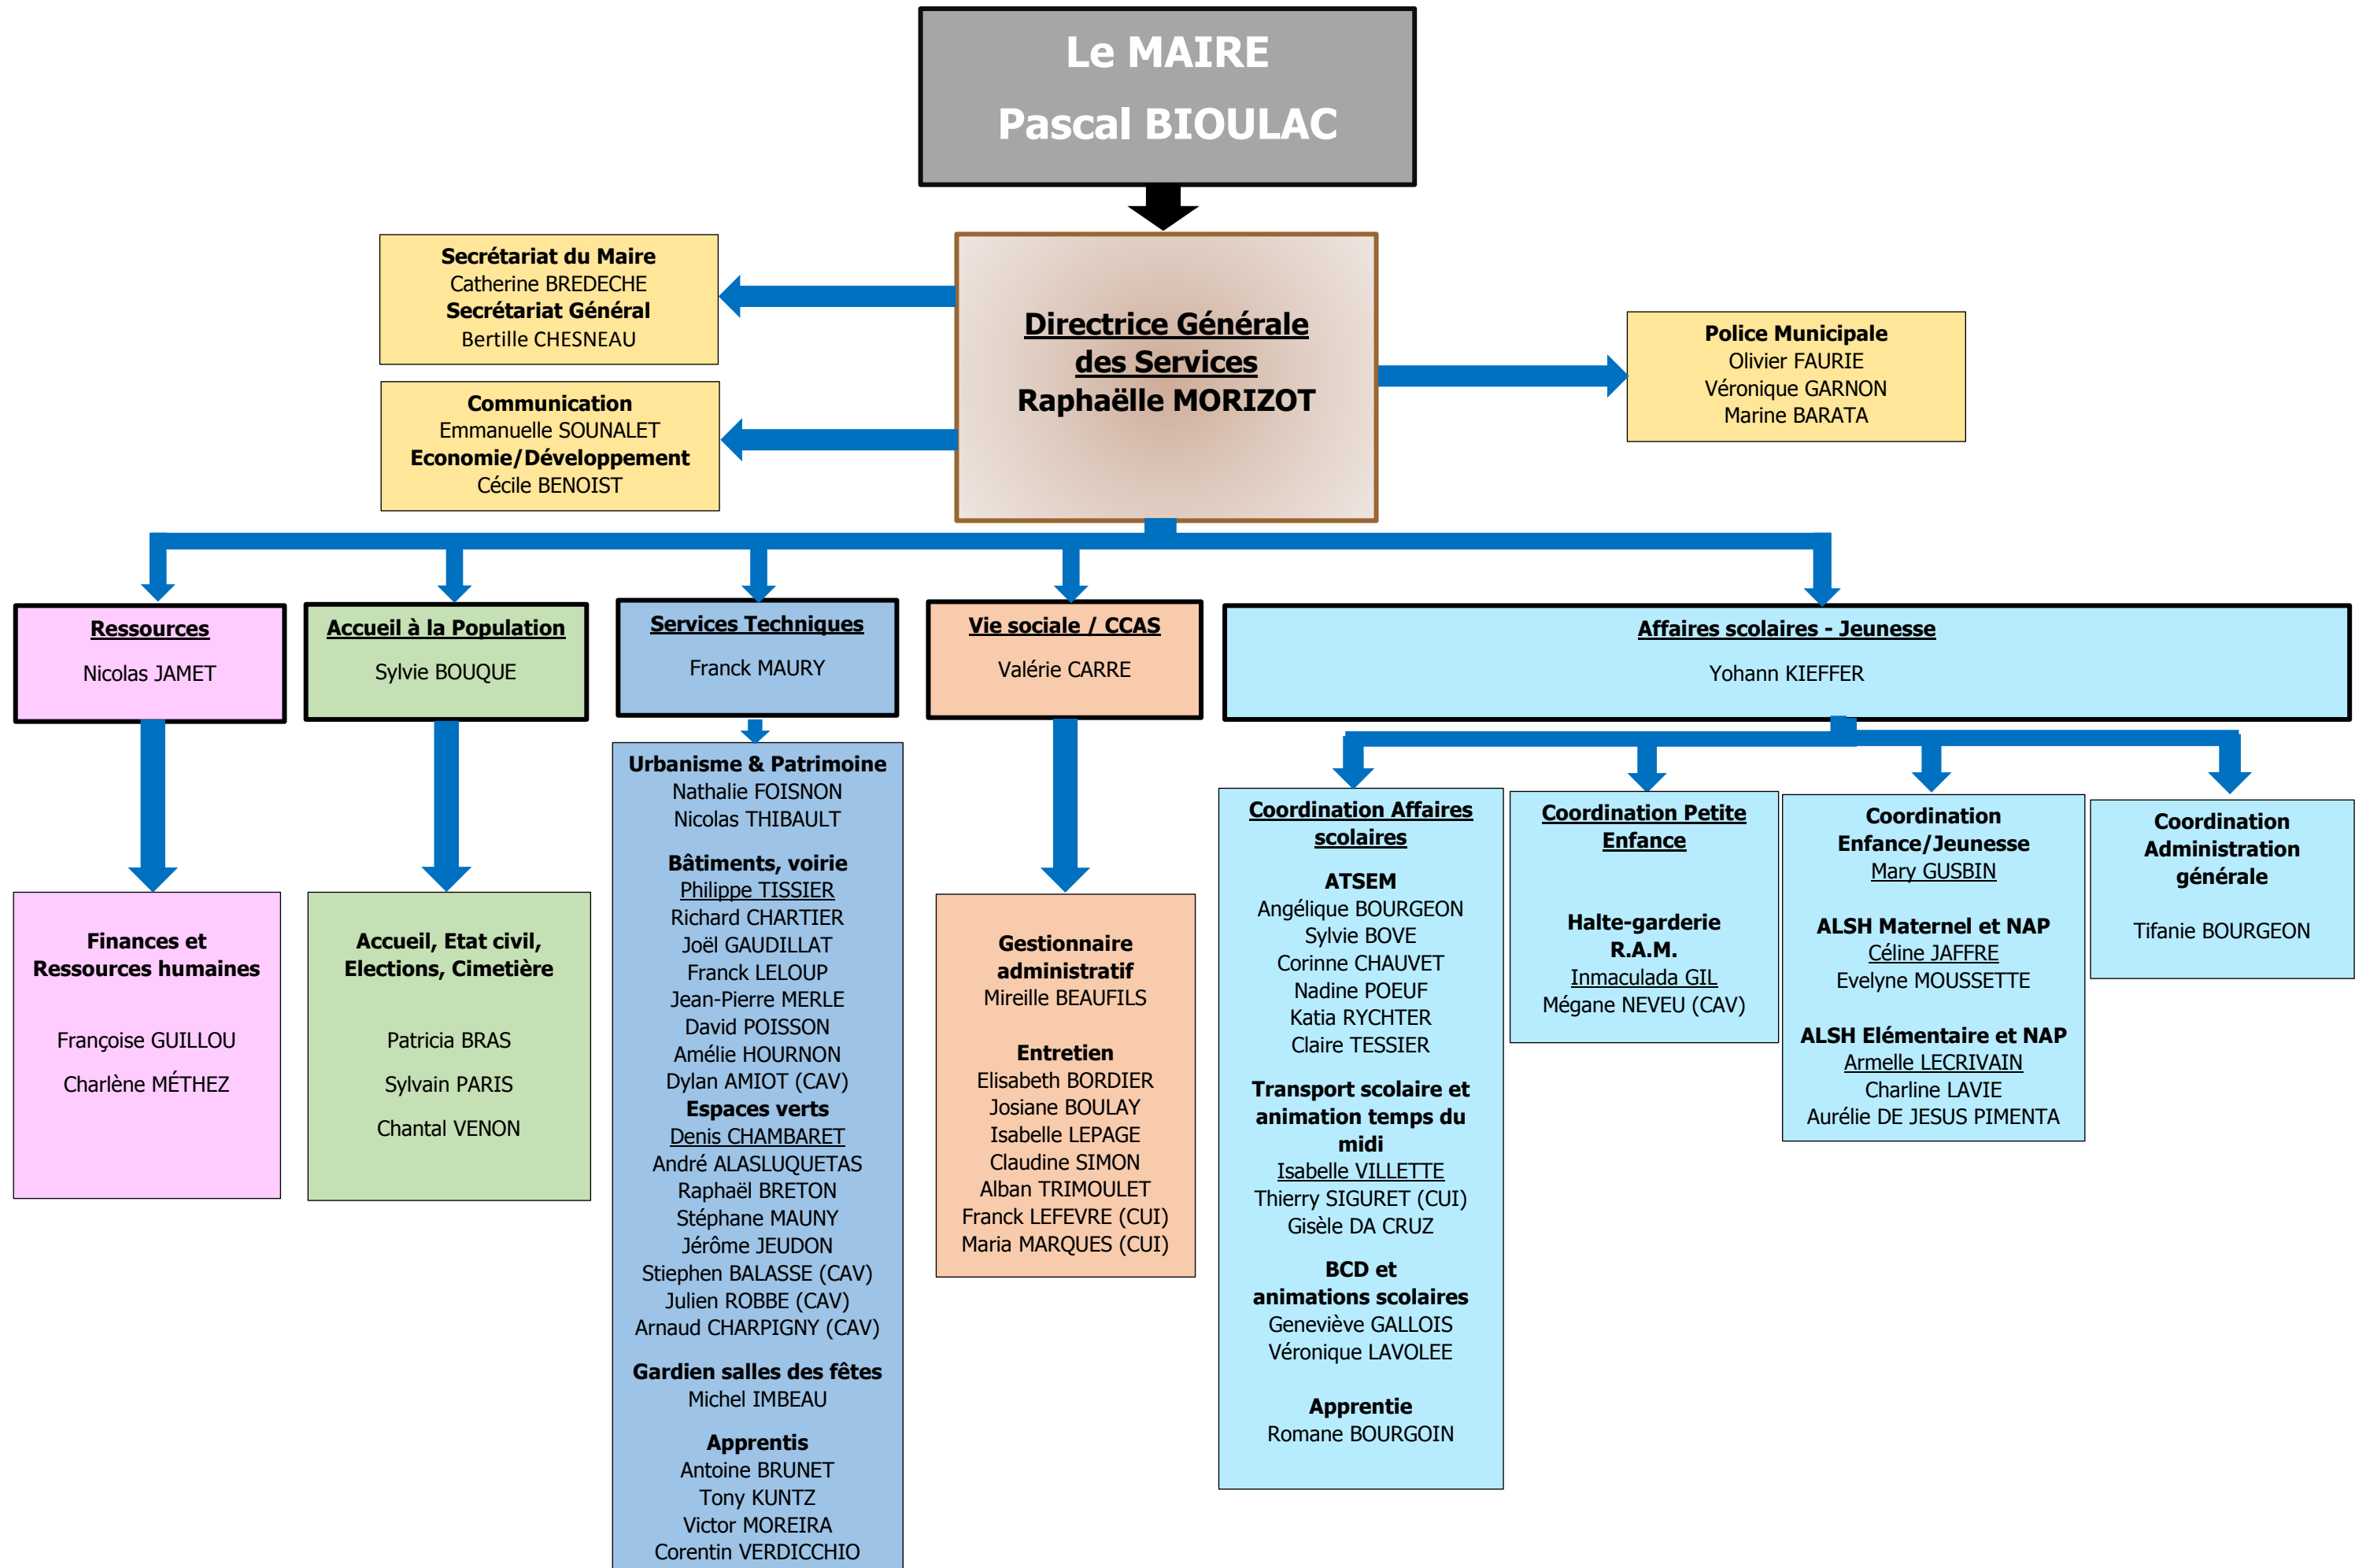 Le MAIRE
Pascal BIOULAC
Secrétariat du Maire
Catherine BREDECHE
Secrétariat Général
Bertille CHESNEAU
Communication
Emmanuelle SOUNALET
Economie/Développement
Cécile BENOIST
Directrice Générale
des Services
Raphaëlle MORIZOT
Police Municipale
Olivier FAURIE
Véronique GARNON
Marine BARATA
Ressources
Nicolas JAMET
Accueil à la Population
Sylvie BOUQUE
Services Techniques
Franck MAURY
Vie sociale / CCAS
Valérie CARRE
Affaires scolaires - Jeunesse
Yohann KIEFFER
Finances et
Ressources humaines
Françoise GUILLOU
Charlène MÉTHEZ
Accueil, Etat civil,
Elections, Cimetière
Patricia BRAS
Sylvain PARIS
Chantal VENON
Urbanisme & Patrimoine
Nathalie FOISNON
Nicolas THIBAULT
Bâtiments, voirie
Philippe TISSIER
Richard CHARTIER
Joël GAUDILLAT
Franck LELOUP
Jean-Pierre MERLE
David POISSON
Amélie HOURNON
Dylan AMIOT (CAV)
Espaces verts
Denis CHAMBARET
André ALASLUQUETAS
Raphaël BRETON
Stéphane MAUNY
Jérôme JEUDON
Stiephen BALASSE (CAV)
Julien ROBBE (CAV)
Arnaud CHARPIGNY (CAV)
Gardien salles des fêtes
Michel IMBEAU
Apprentis
Antoine BRUNET
Tony KUNTZ
Victor MOREIRA
Corentin VERDICCHIO
Gestionnaire
administratif
Mireille BEAUFILS
Entretien
Elisabeth BORDIER
Josiane BOULAY
Isabelle LEPAGE
Claudine SIMON
Alban TRIMOULET
Franck LEFEVRE (CUI)
Maria MARQUES (CUI)
Coordination Affaires
scolaires
ATSEM
Angélique BOURGEON
Sylvie BOVE
Corinne CHAUVET
Nadine POEUF
Katia RYCHTER
Claire TESSIER
Transport scolaire et
animation temps du
midi
Isabelle VILLETTE
Thierry SIGURET (CUI)
Gisèle DA CRUZ
BCD et
animations scolaires
Geneviève GALLOIS
Véronique LAVOLEE
Apprentie
Romane BOURGOIN
Coordination Petite
Enfance
Halte-garderie
R.A.M.
Inmaculada GIL
Mégane NEVEU (CAV)
Coordination
Enfance/Jeunesse
Mary GUSBIN
ALSH Maternel et NAP
Céline JAFFRE
Evelyne MOUSSETTE
ALSH Elémentaire et NAP
Armelle LECRIVAIN
Charline LAVIE
Aurélie DE JESUS PIMENTA
Coordination
Administration
générale
Tifanie BOURGEON